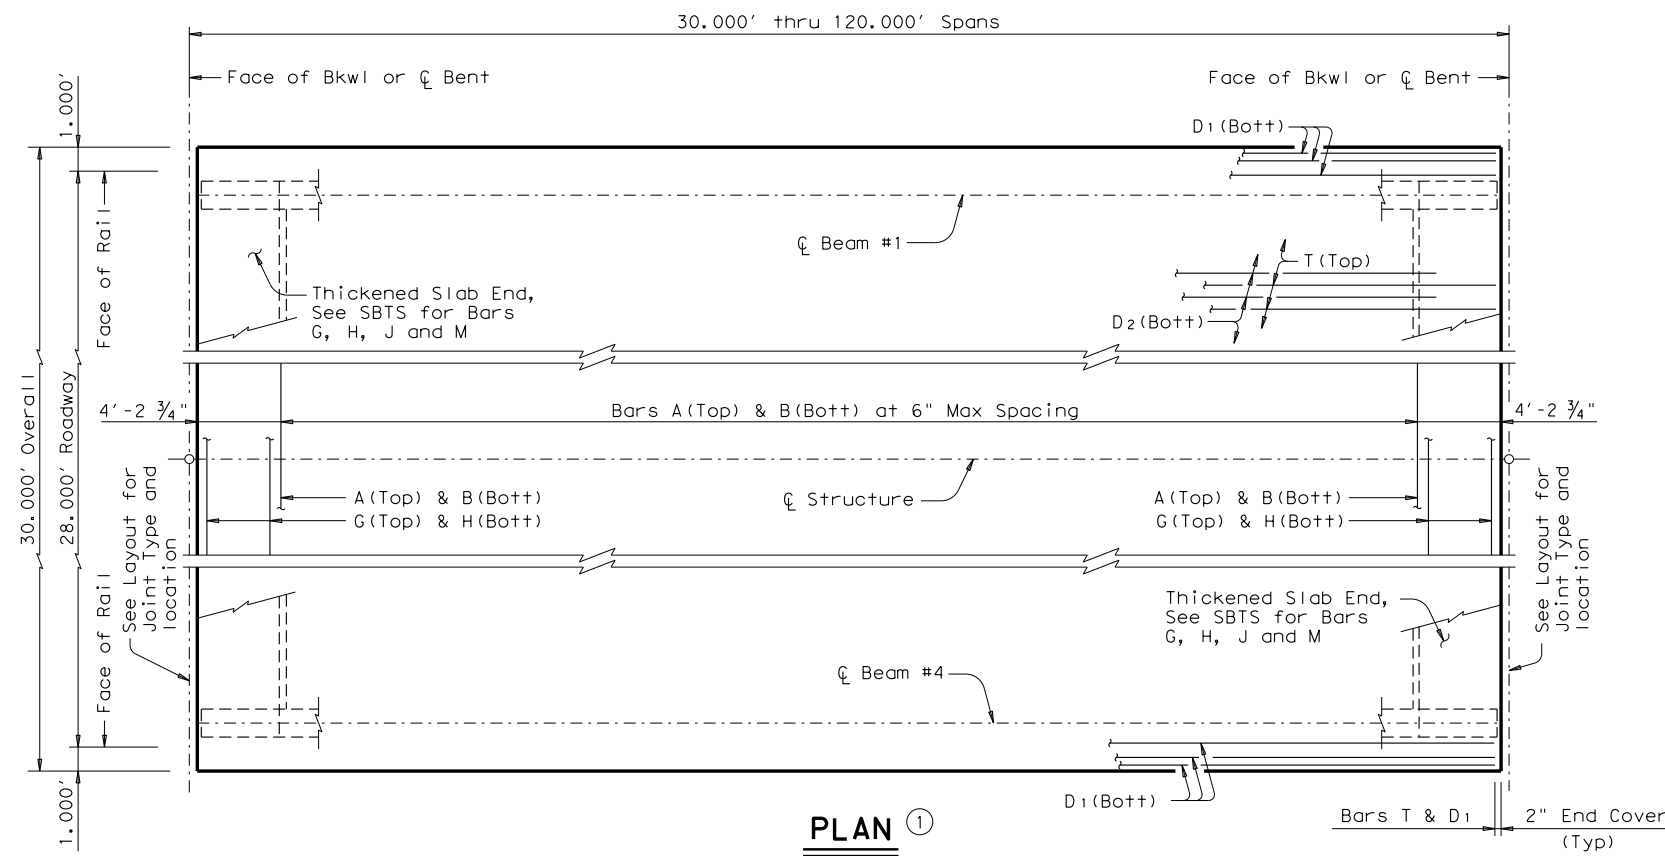 30.000' thru 120.000' Spans
Face of Bkwl or ℄ Bent
Face of Bkwl or ℄ Bent
1.000'
D1(Bott)
Face of Rail
℄ Beam #1
T(Top)
Thickened Slab End,
See SBTS for Bars
G, H, J and M
D2(Bott)
30.000' Overall
28.000' Roadway
4'-2 ¾"
Bars A(Top) & B(Bott) at 6" Max Spacing
4'-2 ¾"
See Layout for
Joint Type and
location
A(Top) & B(Bott)
G(Top) & H(Bott)
℄ Structure
A(Top) & B(Bott)
G(Top) & H(Bott)
See Layout for
Joint Type and
location
Face of Rail
Thickened Slab End,
See SBTS for Bars
G, H, J and M
℄ Beam #4
1.000'
D1(Bott)
PLAN 1
Bars T & D1
2" End Cover
(Typ)